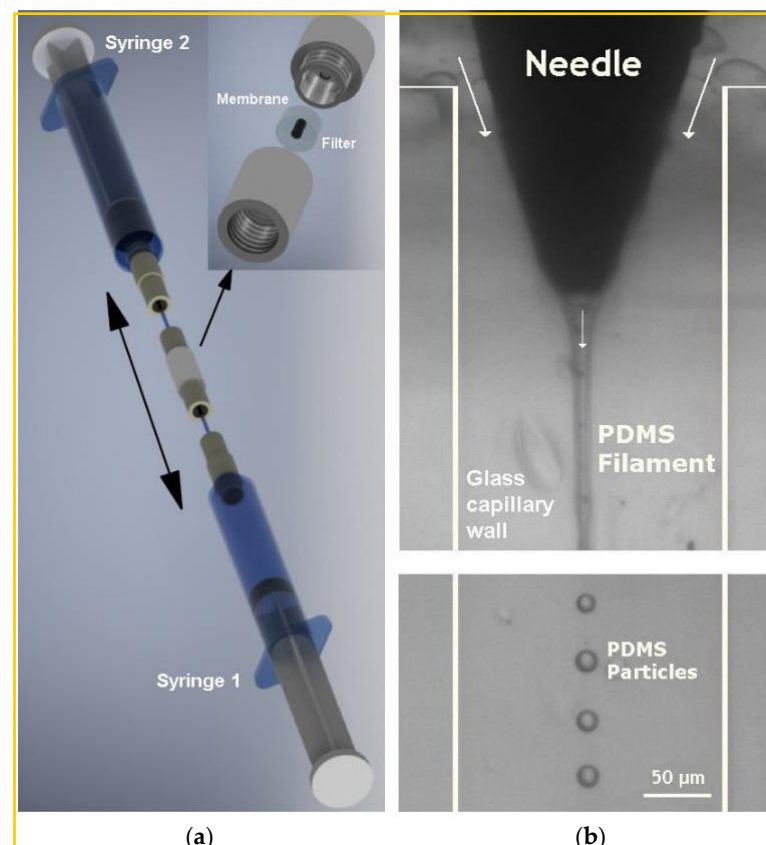 Syringe 2
Membrane
Filter
Syringe 1
(a)
Needle
PDMS
Filament
Glass
capillary
wall
PDMS
Particles
50 μm
(b)